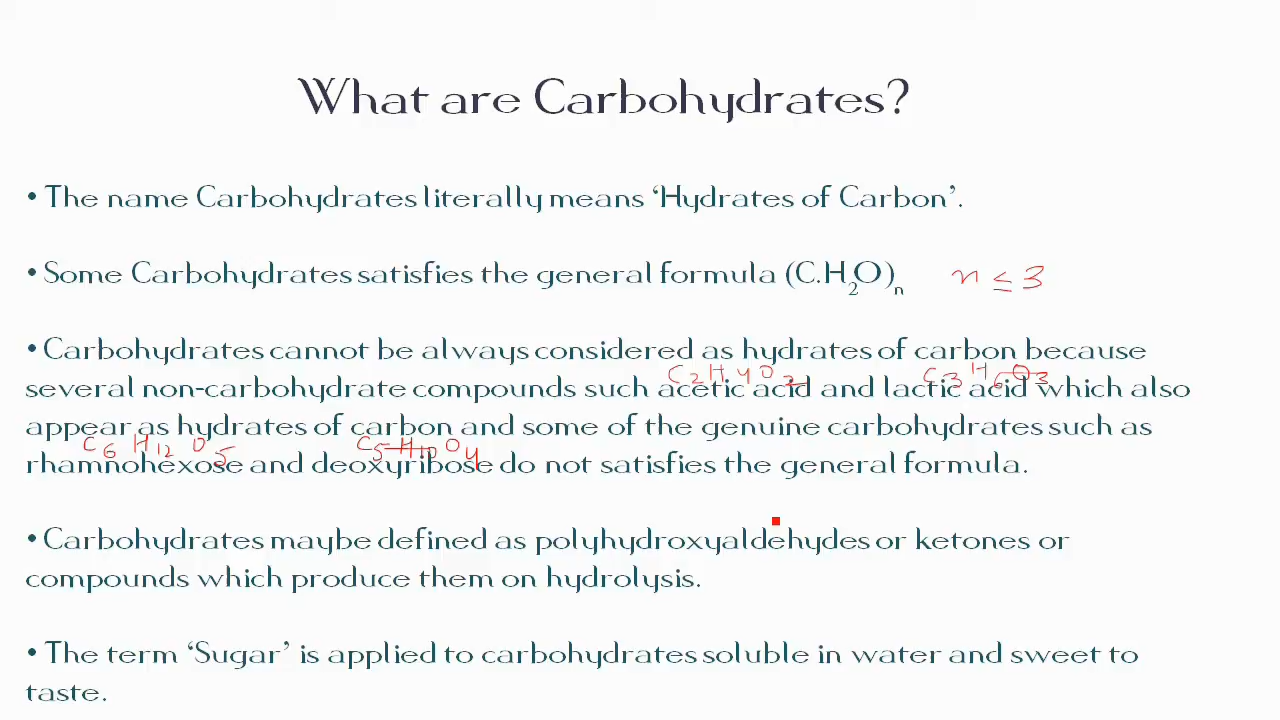 What are Carbohydrates?
• The name Carbohydrates literally means ‘Hydrates of Carbon’.
• Some Carbohydrates satisfies the general formula (C.H₂O)ₙ n ≤ 3
• Carbohydrates cannot be always considered as hydrates of carbon because
C₂H₄O₂ C₃H₆O₃
several non-carbohydrate compounds such acetic acid and lactic acid which also
appear as hydrates of carbon and some of the genuine carbohydrates such as
C₆H₁₂O₅ C₅H₁₀O₄
rhamnohexose and deoxyribose do not satisfies the general formula.
• Carbohydrates maybe defined as polyhydroxyaldehydes or ketones or
compounds which produce them on hydrolysis.
• The term ‘Sugar’ is applied to carbohydrates soluble in water and sweet to
taste.